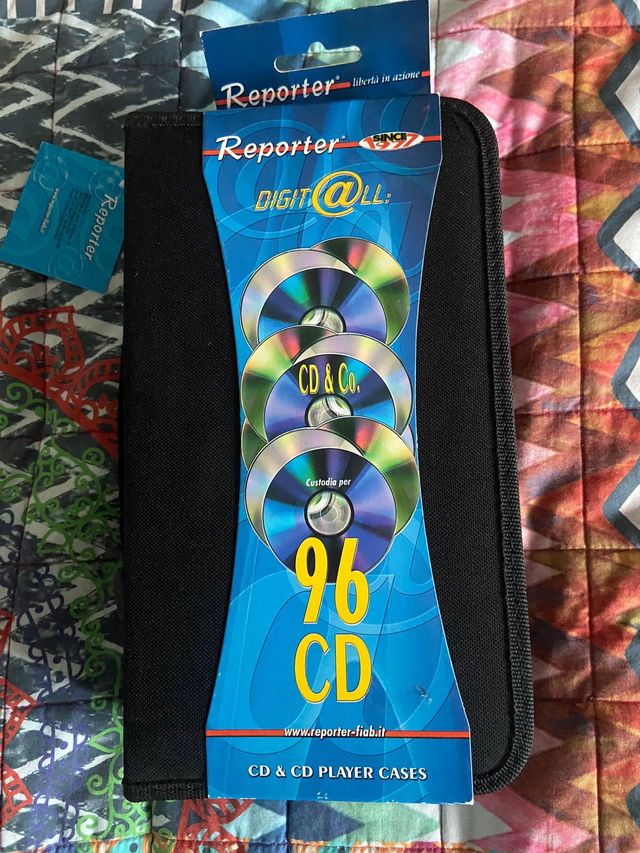 Reporter® libertà in azione
Reporter® SINCE 1977
DIGIT@LL:
CD & Co.
Custodia per
96
CD
www.reporter-fiab.it
CD & CD PLAYER CASES
Reporter